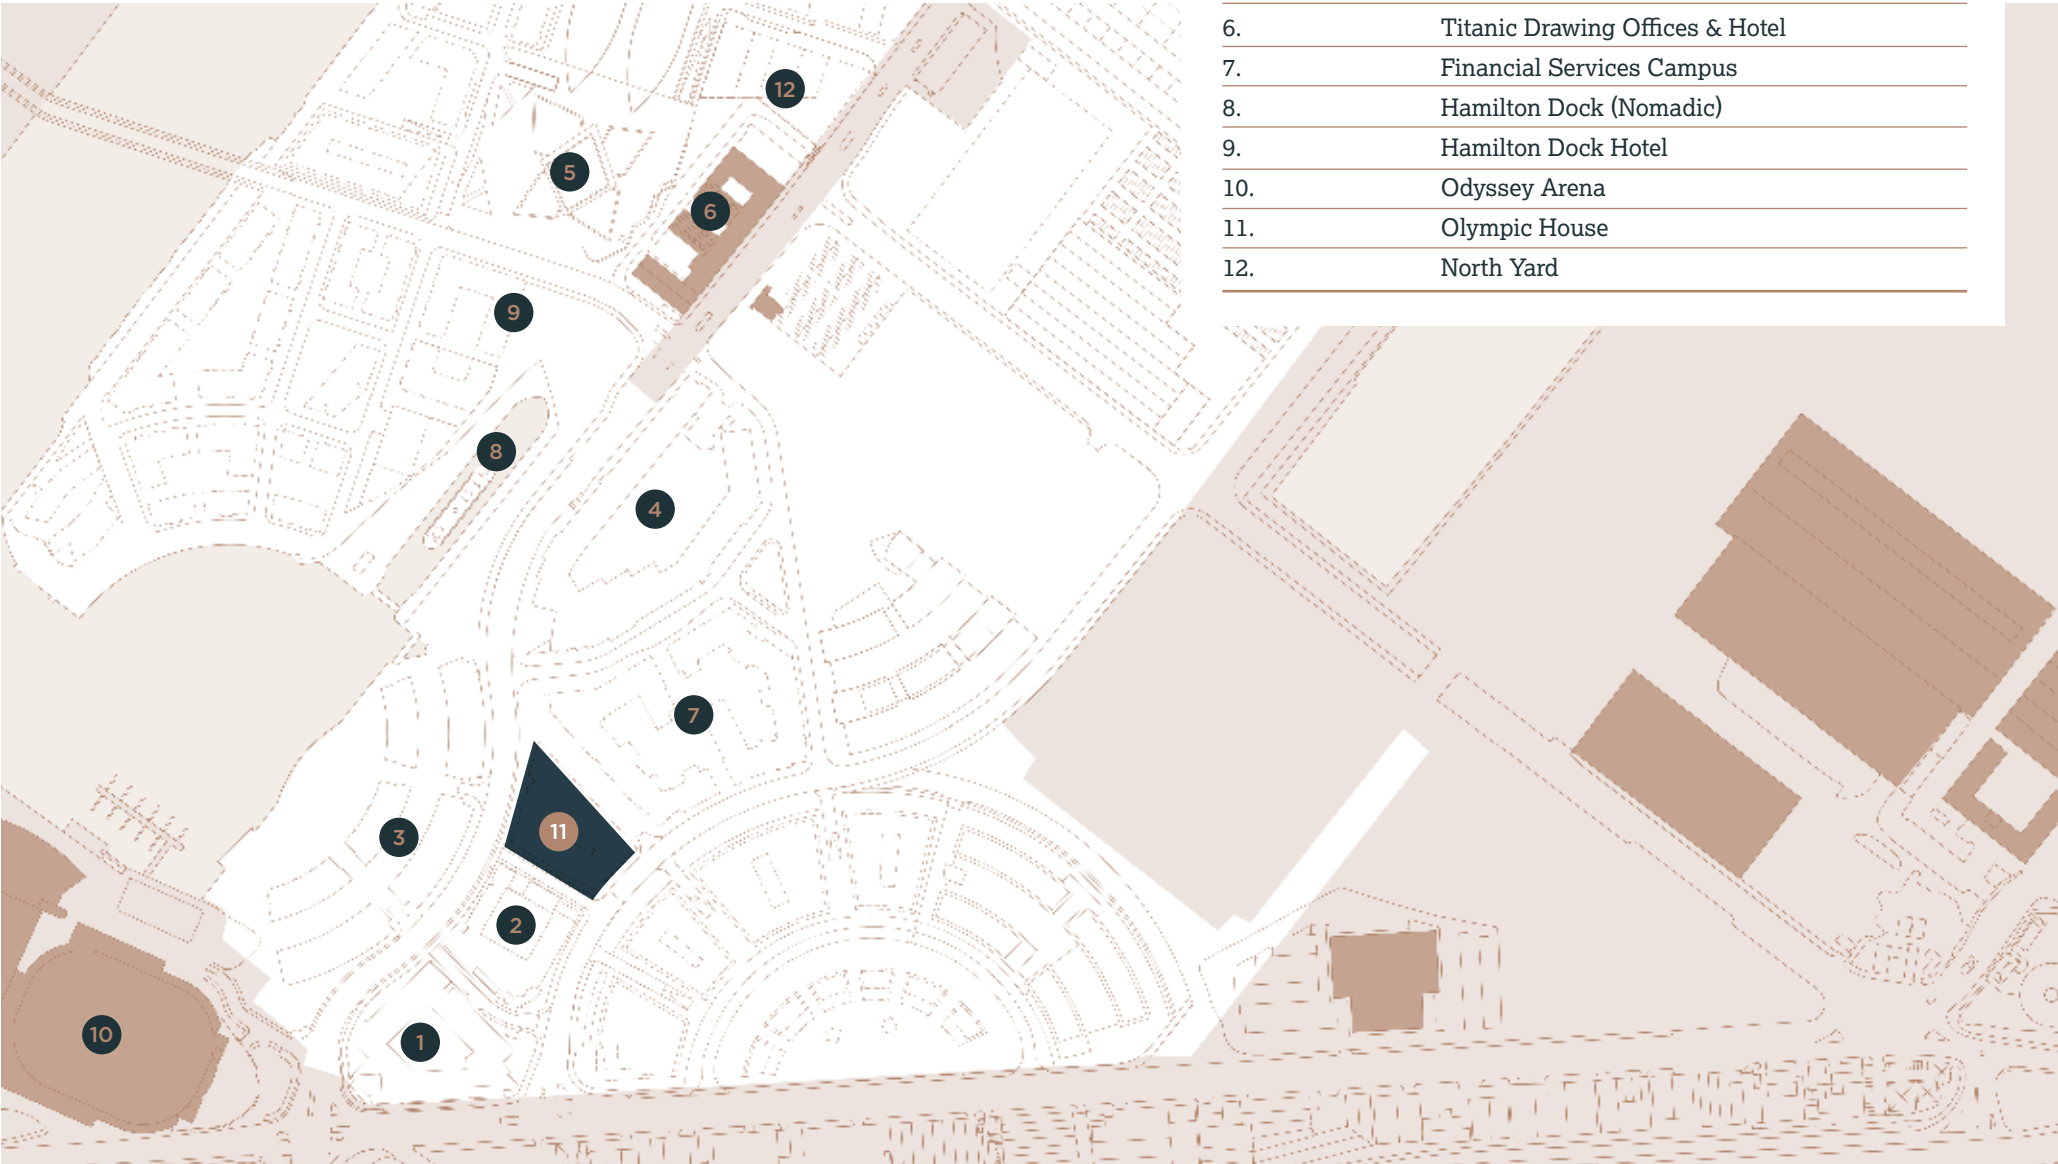 6. Titanic Drawing Offices & Hotel
7. Financial Services Campus
8. Hamilton Dock (Nomadic)
9. Hamilton Dock Hotel
10. Odyssey Arena
11. Olympic House
12. North Yard
12
5
6
9
8
4
7
11
3
2
10
1